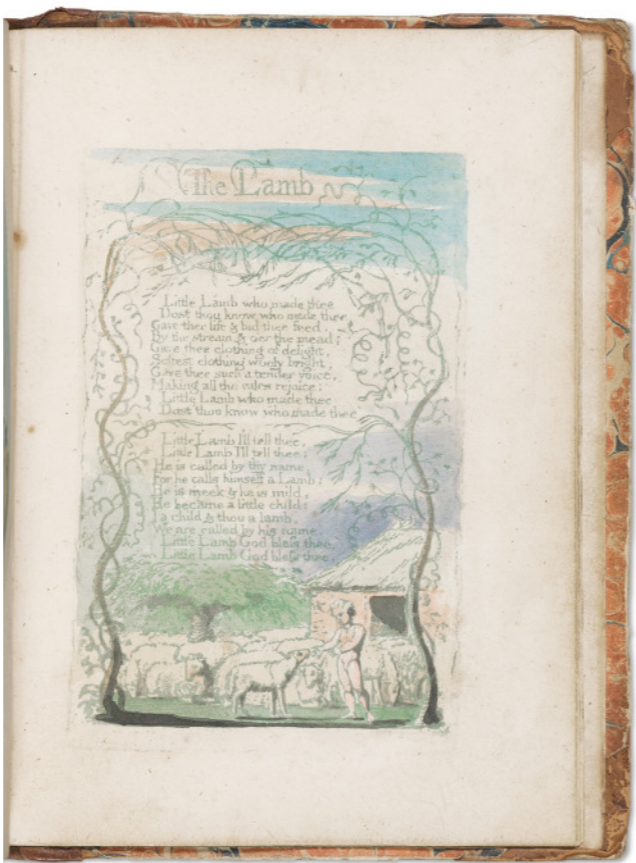 The Lamb
Little Lamb who made thee
Dost thou know who made thee
Gave thee life & bid thee feed.
By the stream & o'er the mead;
Gave thee clothing of delight,
Softest clothing wooly bright;
Gave thee such a tender voice,
Making all the vales rejoice:
Little Lamb who made thee
Dost thou know who made thee
Little Lamb I'll tell thee,
Little Lamb I'll tell thee;
He is called by thy name,
For he calls himself a Lamb:
He is meek & he is mild,
He became a little child:
I a child & thou a lamb,
We are called by his name.
Little Lamb God bless thee.
Little Lamb God bless thee.